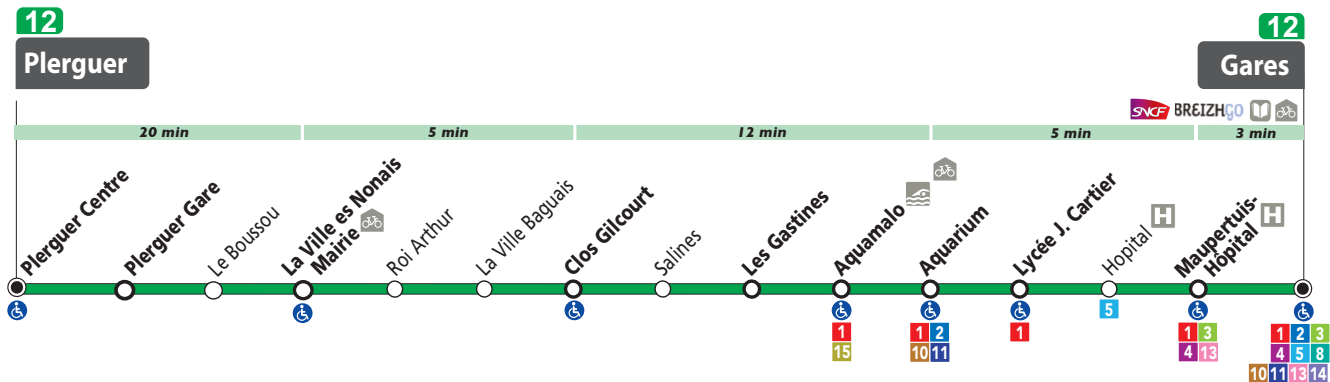 12
Plerguer
12
Gares
SNCF BREIZHGO
20 min
5 min
12 min
5 min
3 min
Plerguer Centre
Plerguer Gare
Le Boussou
La Ville es Nonais
Mairie
Roi Arthur
La Ville Baguais
Clos Gilcourt
Salines
Les Gastines
Aquamalo
Aquarium
Lycée J. Cartier
Hopital
H
Maupertuis-
Hôpital
H
1
15
1 2
10 11
1
5
1 3
4 13
1 2 3
4 5 8
10 11 13 14